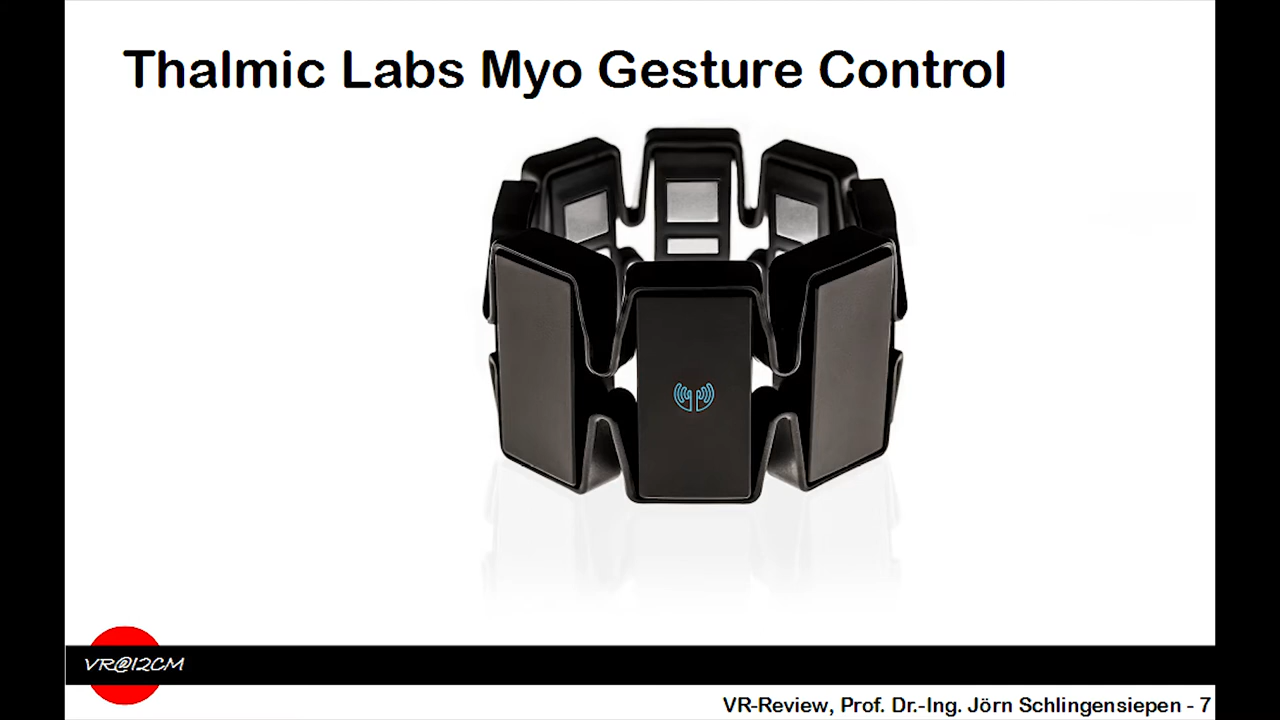 Thalmic Labs Myo Gesture Control
VR@I2CM
VR-Review, Prof. Dr.-Ing. Jörn Schlingensiepen - 7